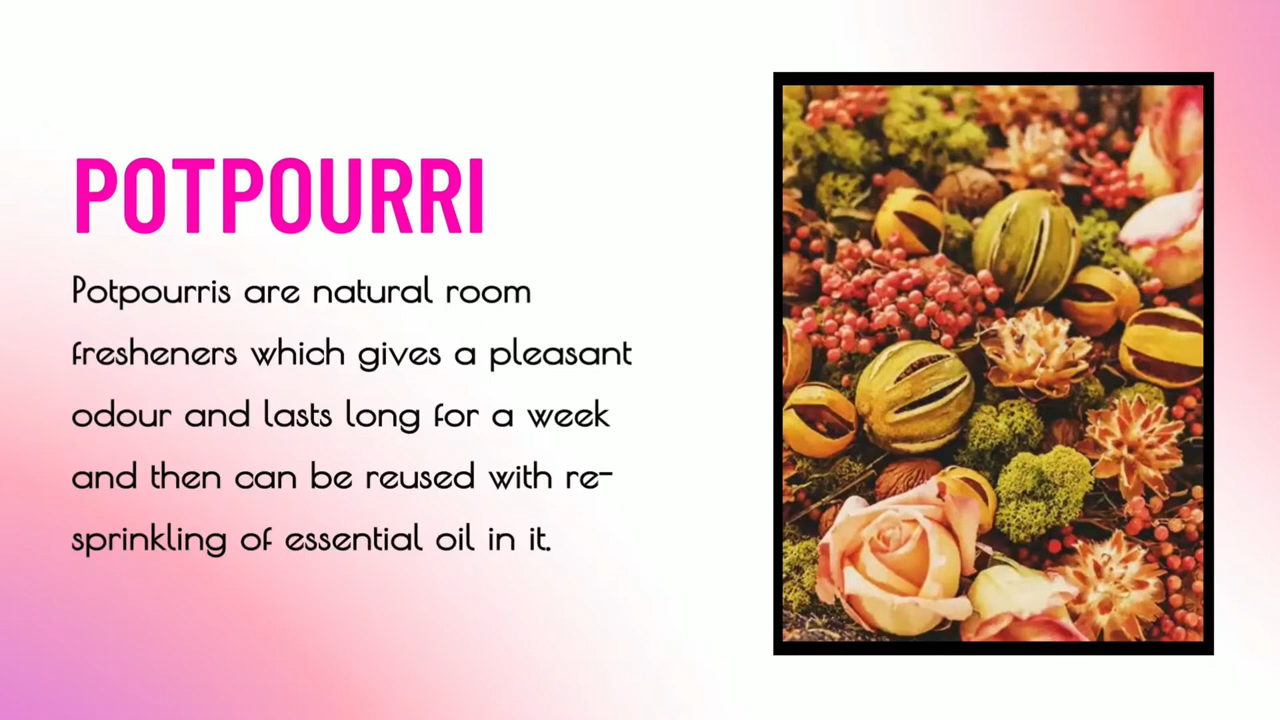 POTPOURRI
Potpourris are natural room
fresheners which gives a pleasant
odour and lasts long for a week
and then can be reused with re-
sprinkling of essential oil in it.